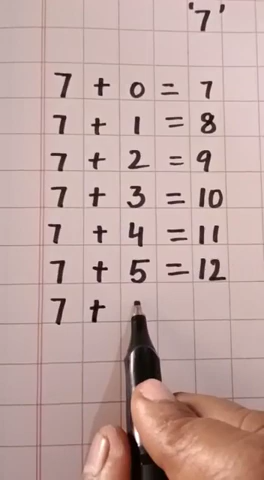 '7'
7 + 0 = 7
7 + 1 = 8
7 + 2 = 9
7 + 3 = 10
7 + 4 = 11
7 + 5 = 12
7 +